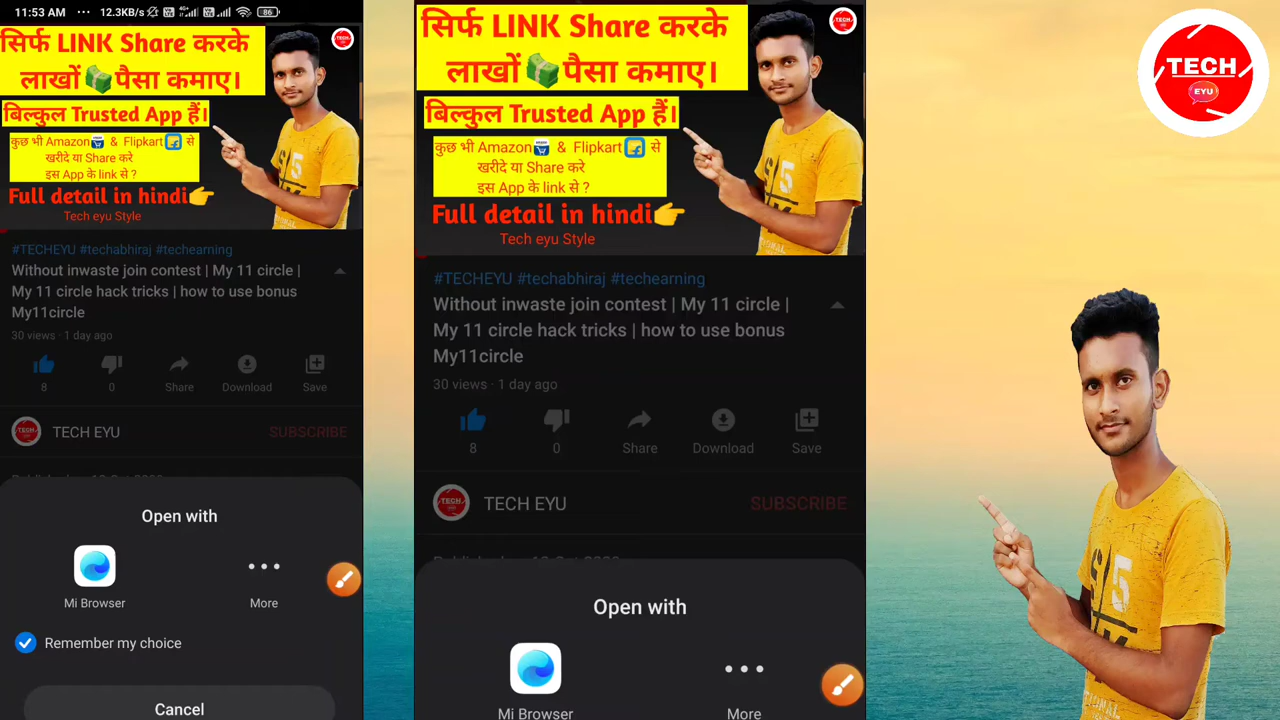 11:53 AM ··· 12.3KB/s 4G+ 86
सिर्फ LINK Share करके
लाखों पैसा कमाए।
बिल्कुल Trusted App हैं।
कुछ भी Amazon & Flipkart से
खरीदे या Share करे
इस App के link से ?
Full detail in hindi
Tech eyu Style
#TECHEYU #techabhiraj #techearning
Without inwaste join contest | My 11 circle |
My 11 circle hack tricks | how to use bonus
My11circle
30 views · 1 day ago
8
0
Share
Download
Save
TECH EYU
SUBSCRIBE
Open with
Mi Browser
More
Remember my choice
Cancel
सिर्फ LINK Share करके
लाखों पैसा कमाए।
बिल्कुल Trusted App हैं।
कुछ भी Amazon & Flipkart से
खरीदे या Share करे
इस App के link से ?
Full detail in hindi
Tech eyu Style
#TECHEYU #techabhiraj #techearning
Without inwaste join contest | My 11 circle |
My 11 circle hack tricks | how to use bonus
My11circle
30 views · 1 day ago
8
0
Share
Download
Save
TECH
TECH EYU
SUBSCRIBE
Open with
Mi Browser
More
TECH
EYU